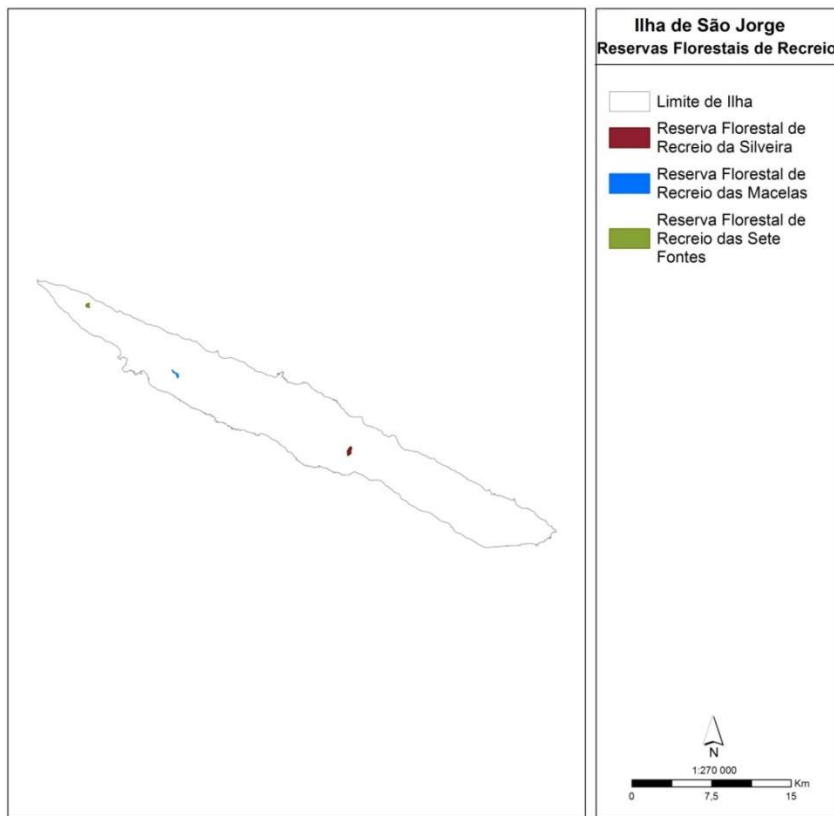 Ilha de São Jorge
Reservas Florestais de Recreio
Limite de Ilha
Reserva Florestal de
Recreio da Silveira
Reserva Florestal de
Recreio das Macelas
Reserva Florestal de
Recreio das Sete
Fontes
N
1:270 000
Km
0 7,5 15